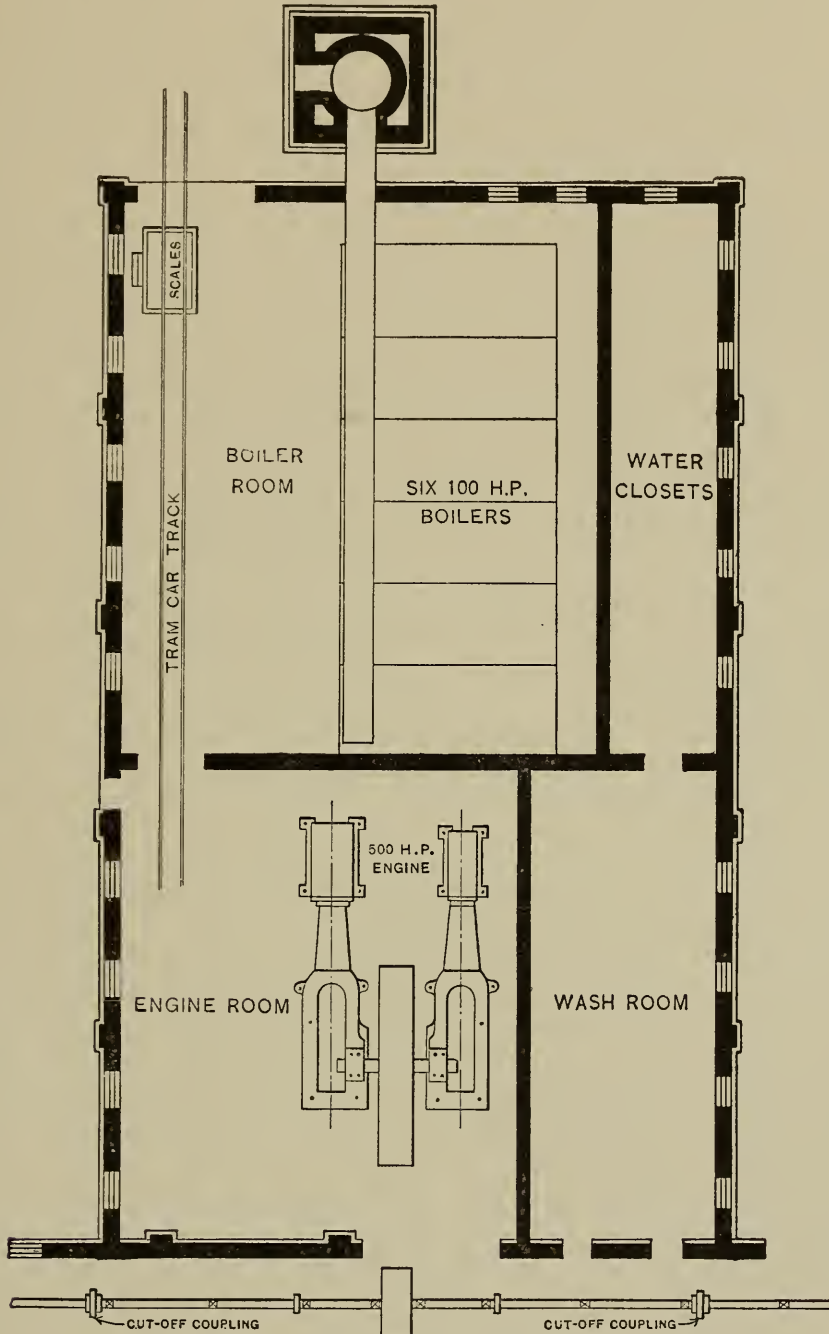 SCALES
BOILER
ROOM
SIX 100 H.P.
BOILERS
WATER
CLOSETS
TRAM CAR TRACK
500 H.P.
ENGINE
ENGINE ROOM
WASH ROOM
CUT-OFF COUPLING
CUT-OFF COUPLING